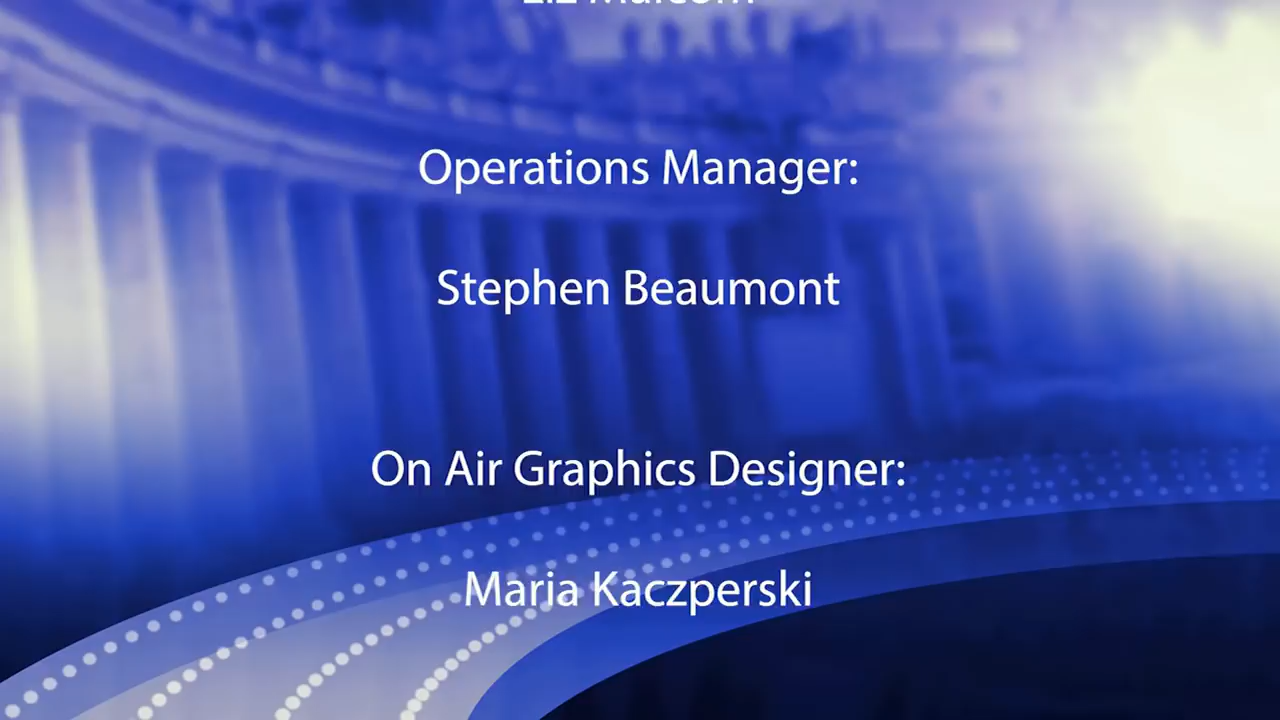 Operations Manager:
Stephen Beaumont
On Air Graphics Designer:
Maria Kaczperski